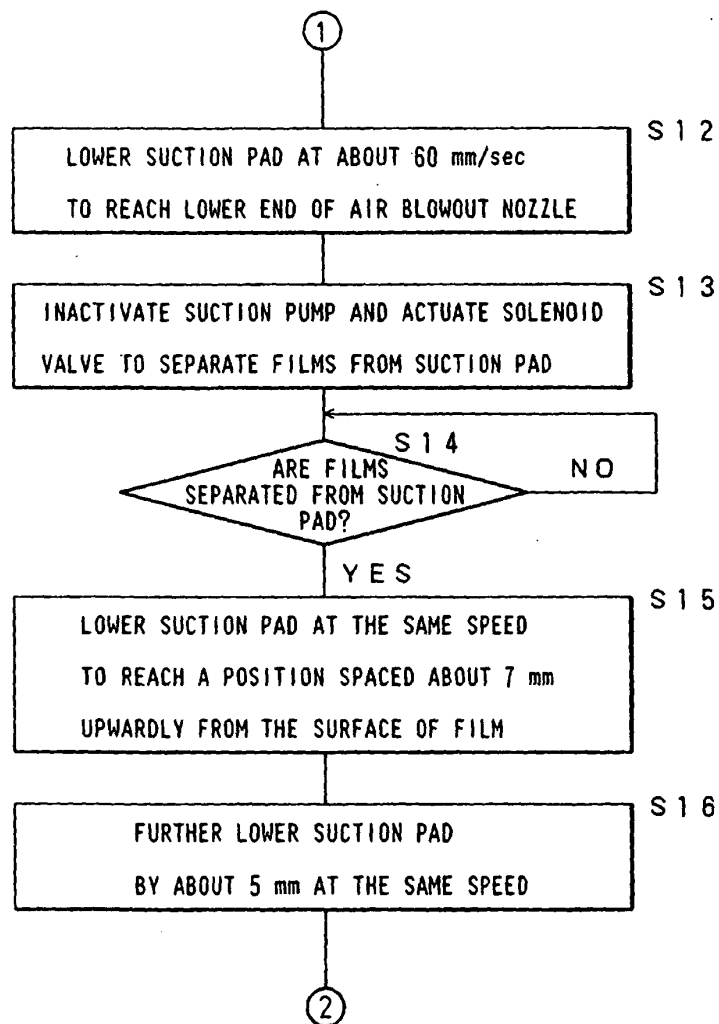 1
S12
LOWER SUCTION PAD AT ABOUT 60 mm/sec
TO REACH LOWER END OF AIR BLOWOUT NOZZLE
S13
INACTIVATE SUCTION PUMP AND ACTUATE SOLENOID
VALVE TO SEPARATE FILMS FROM SUCTION PAD
S14
ARE FILMS
SEPARATED FROM SUCTION
PAD?
NO
YES
S15
LOWER SUCTION PAD AT THE SAME SPEED
TO REACH A POSITION SPACED ABOUT 7 mm
UPWARDLY FROM THE SURFACE OF FILM
S16
FURTHER LOWER SUCTION PAD
BY ABOUT 5 mm AT THE SAME SPEED
2